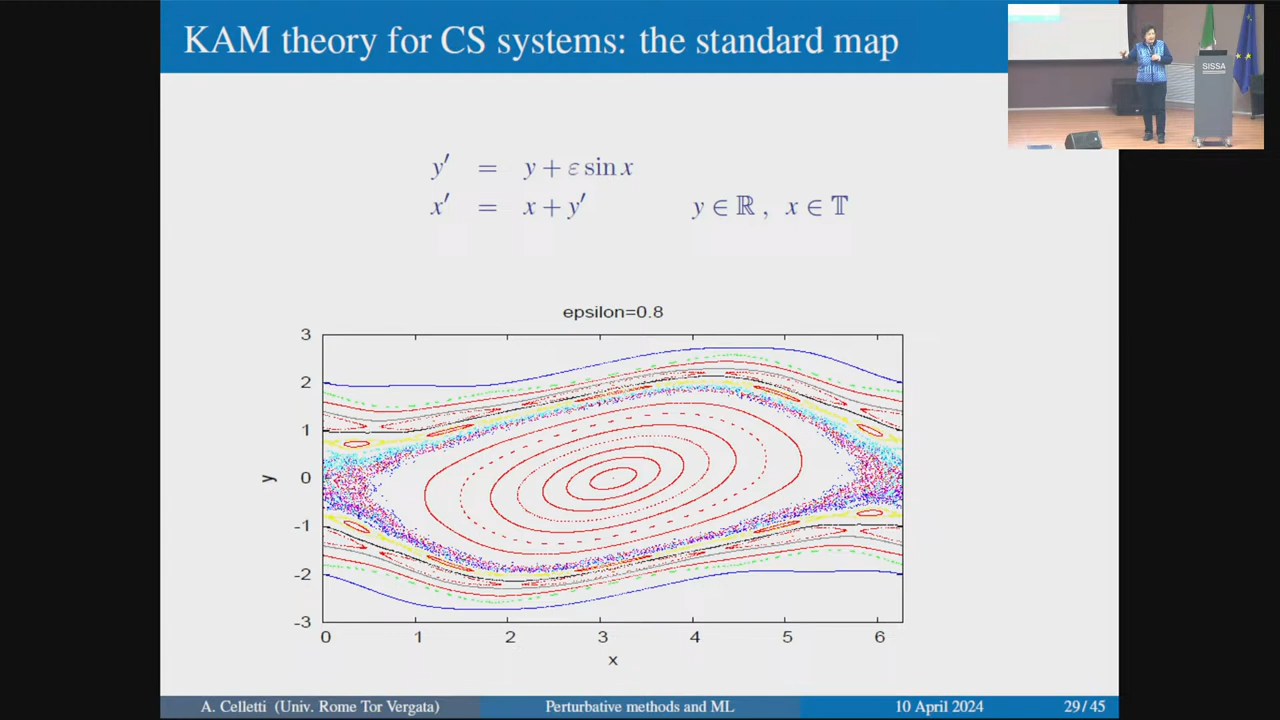 KAM theory for CS systems: the standard map
SISSA
y′ = y + ε sin x
x′ = x + y′ y ∈ ℝ , x ∈ 𝕋
epsilon=0.8
3
2
1
0
-1
-2
-3
y
0 1 2 3 4 5 6
x
A. Celletti (Univ. Rome Tor Vergata) Perturbative methods and ML 10 April 2024 29 / 45